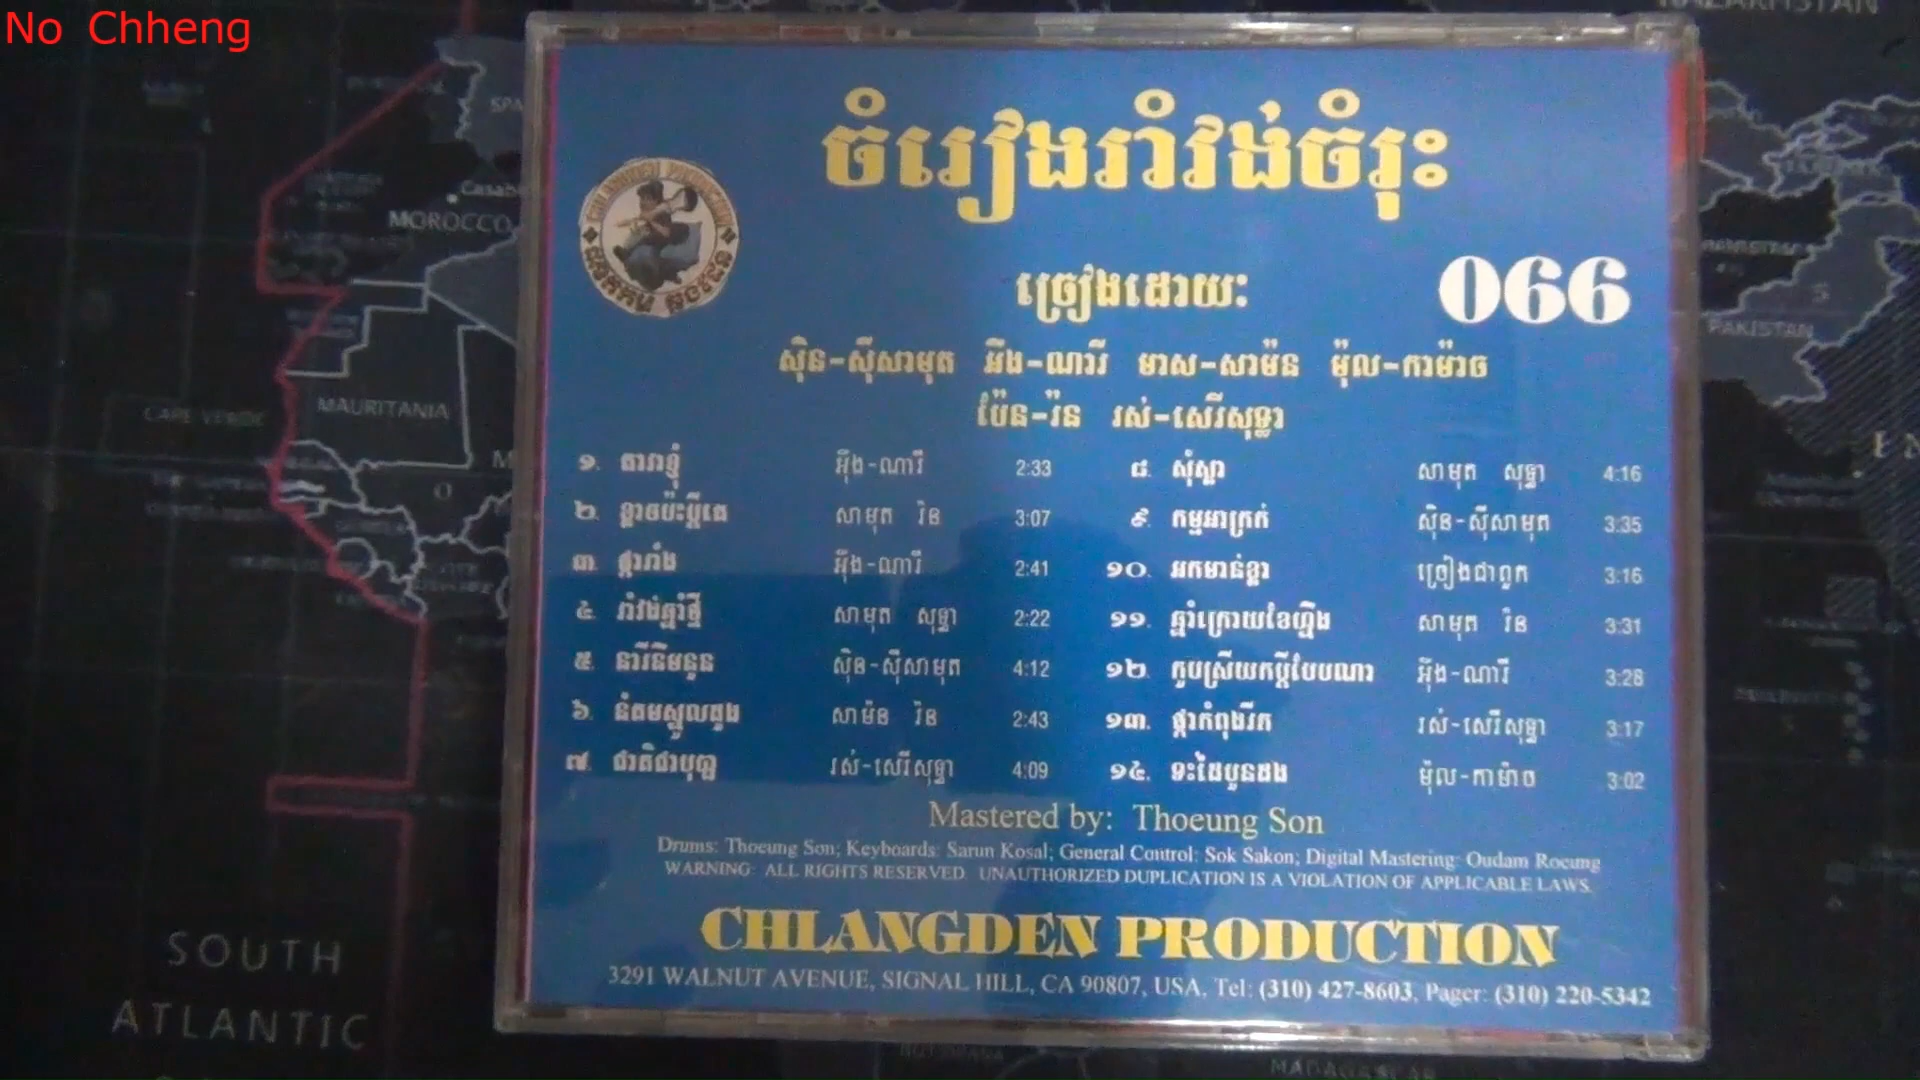 No Chheng
ចំរៀងរាំវង់ចំរុះ
066
ច្រៀងដោយៈ
ស៊ិន-ស៊ីសាមុត អ៊ឹង-ណារី មាស-សាម៉ន ម៉ុល-កាម៉ាច
ប៉ែន-រ៉ន រស់-សេរីសុទ្ធា
១. តារាខ្ញុំ អ៊ឹង-ណារី 2:33
២. ខ្លាចប៉ះប្ដីគេ សាមុត រ៉ន 3:07
៣. ផ្ការាំង អ៊ឹង-ណារី 2:41
៤. រាំវង់ឆ្នាំថ្មី សាមុត សុទ្ធា 2:22
៥. នារីនិមនួន ស៊ិន-ស៊ីសាមុត 4:12
៦. នំគមស្នូលដូង សាម៉ន រ៉ន 2:43
៧. ជាតិជាបុប្ផា រស់-សេរីសុទ្ធា 4:09
៨. សុំស្លា សាមុត សុទ្ធា 4:16
៩. កម្មអាក្រក់ ស៊ិន-ស៊ីសាមុត 3:35
១០. អកមាន់ខ្លា ច្រៀងជាពួក 3:16
១១. ឆ្នាំក្រោយខែហ្នឹង សាមុត រ៉ន 3:31
១២. កូបស្រីយកប្ដីបែបណា អ៊ឹង-ណារី 3:28
១៣. ផ្កាកំពុងរីក រស់-សេរីសុទ្ធា 3:17
១៤. ទះដៃបួនដង ម៉ុល-កាម៉ាច 3:02
Mastered by: Thoeung Son
Drums: Thoeung Son; Keyboards: Sarun Kosal; General Control: Sok Sakon; Digital Mastering: Oudam Roeung
WARNING: ALL RIGHTS RESERVED. UNAUTHORIZED DUPLICATION IS A VIOLATION OF APPLICABLE LAWS.
CHLANGDEN PRODUCTION
3291 WALNUT AVENUE, SIGNAL HILL, CA 90807, USA, Tel: (310) 427-8603, Pager: (310) 220-5342
MOROCCO
MAURITANIA
CAPE VERDE
PAKISTAN
SOUTH
ATLANTIC
MADAGASCAR